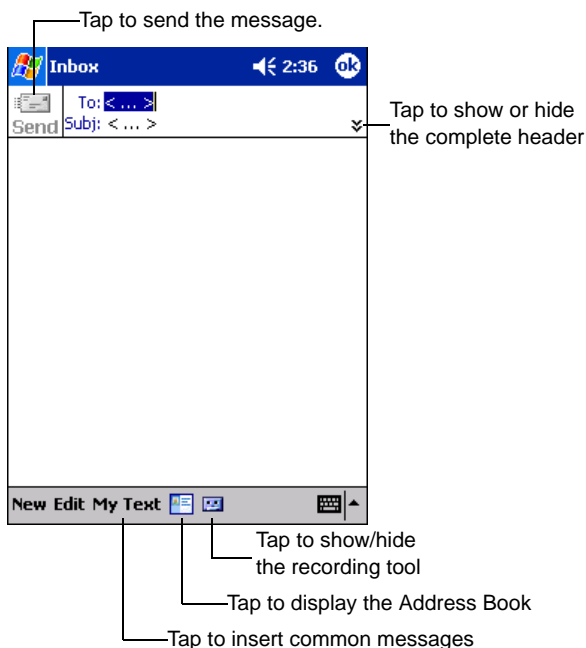 Tap to send the message.
Inbox 2:36 ok
To: < ... >
Send Subj: < ... >
Tap to show or hide
the complete header
New Edit My Text
Tap to show/hide
the recording tool
Tap to display the Address Book
Tap to insert common messages